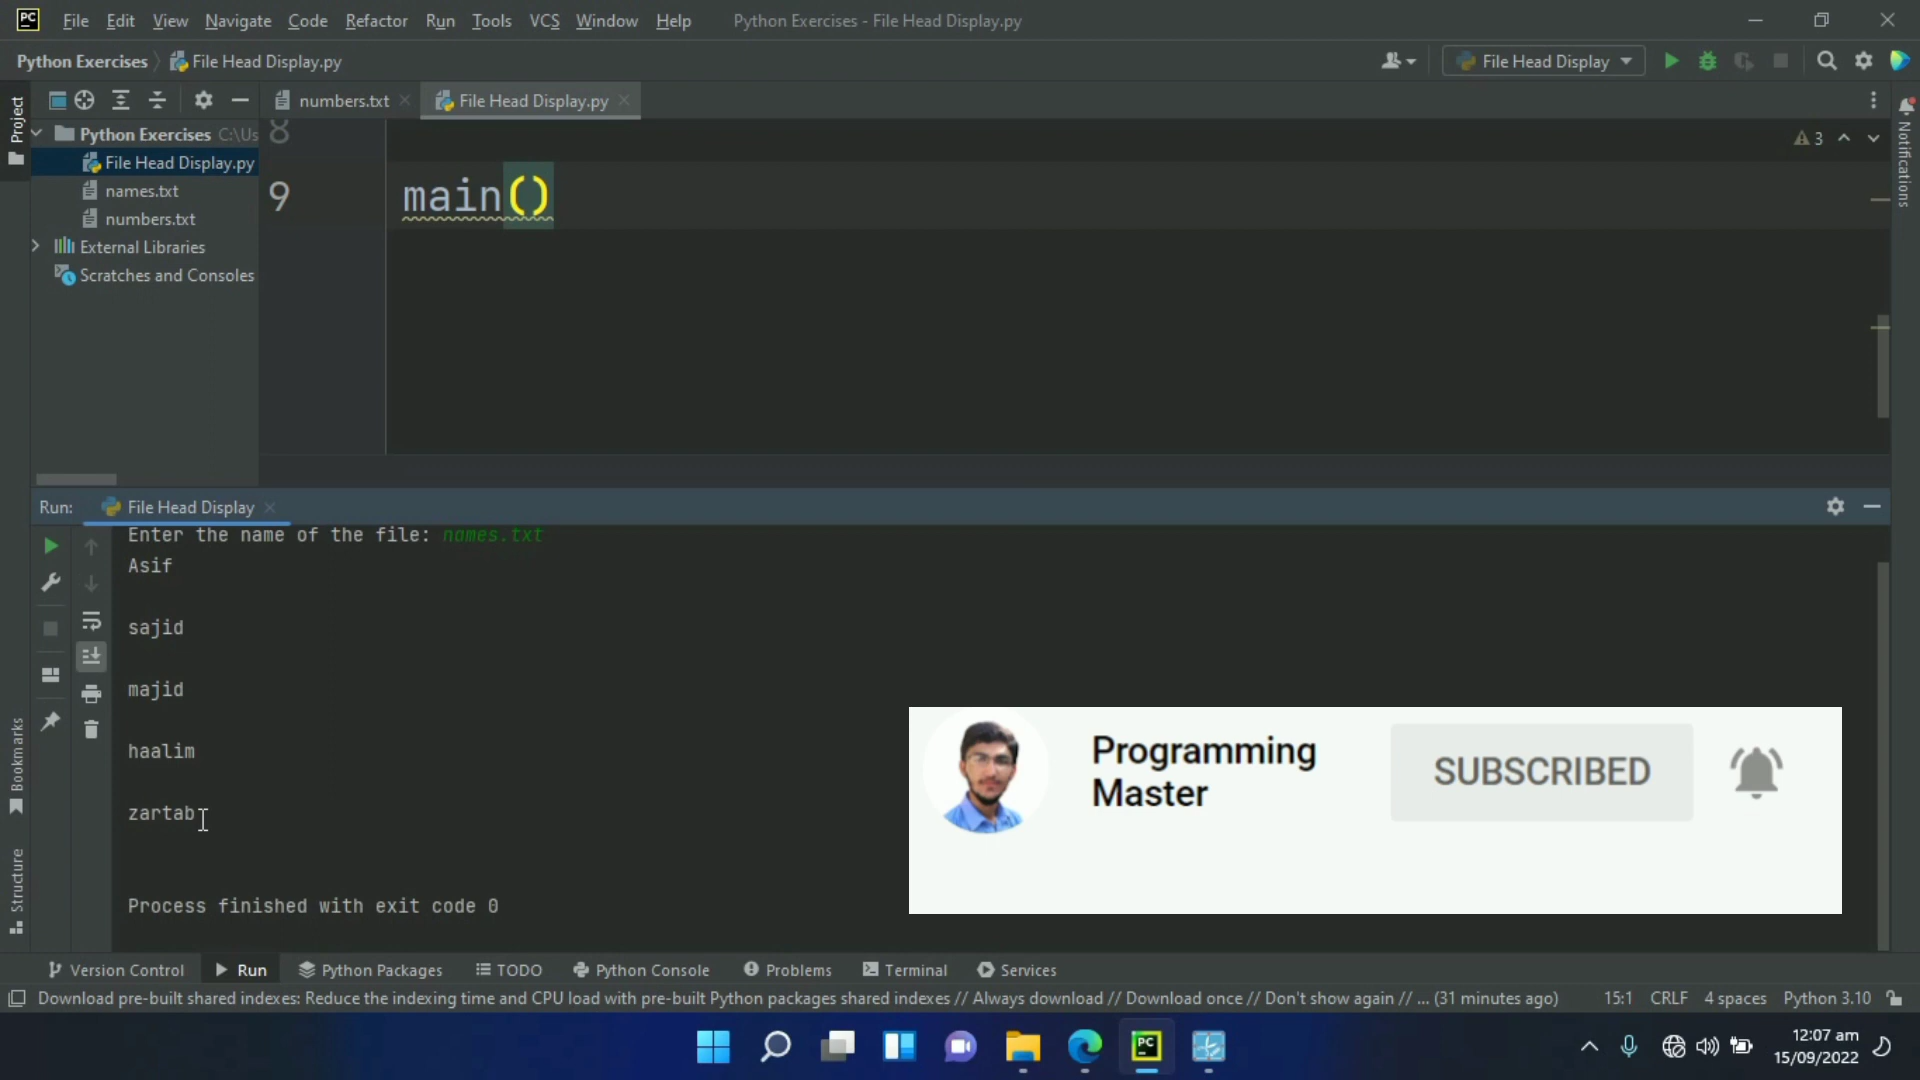 PC File Edit View Navigate Code Refactor Run Tools VCS Window Help Python Exercises - File Head Display.py
Python Exercises File Head Display.py File Head Display
Project numbers.txt File Head Display.py
Python Exercises C:\Us
File Head Display.py
names.txt
numbers.txt
External Libraries
Scratches and Consoles
8
9 main()
3
Notifications
Run: File Head Display
Enter the name of the file: names.txt
Asif
sajid
majid
haalim
zartab
Process finished with exit code 0
Programming
Master
SUBSCRIBED
Bookmarks
Structure
Version Control Run Python Packages TODO Python Console Problems Terminal Services
Download pre-built shared indexes: Reduce the indexing time and CPU load with pre-built Python packages shared indexes // Always download // Download once // Don't show again // ... (31 minutes ago) 15:1 CRLF 4 spaces Python 3.10
PC
12:07 am
15/09/2022